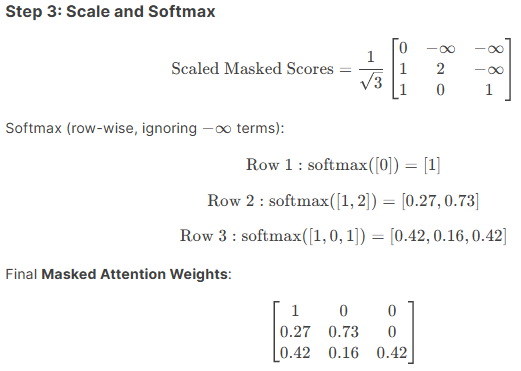 Step 3: Scale and Softmax
Scaled Masked Scores = 1/√3 [0 −∞ −∞
1 2 −∞
1 0 1]
Softmax (row-wise, ignoring −∞ terms):
Row 1 : softmax([0]) = [1]
Row 2 : softmax([1, 2]) = [0.27, 0.73]
Row 3 : softmax([1, 0, 1]) = [0.42, 0.16, 0.42]
Final Masked Attention Weights:
[1 0 0
0.27 0.73 0
0.42 0.16 0.42]